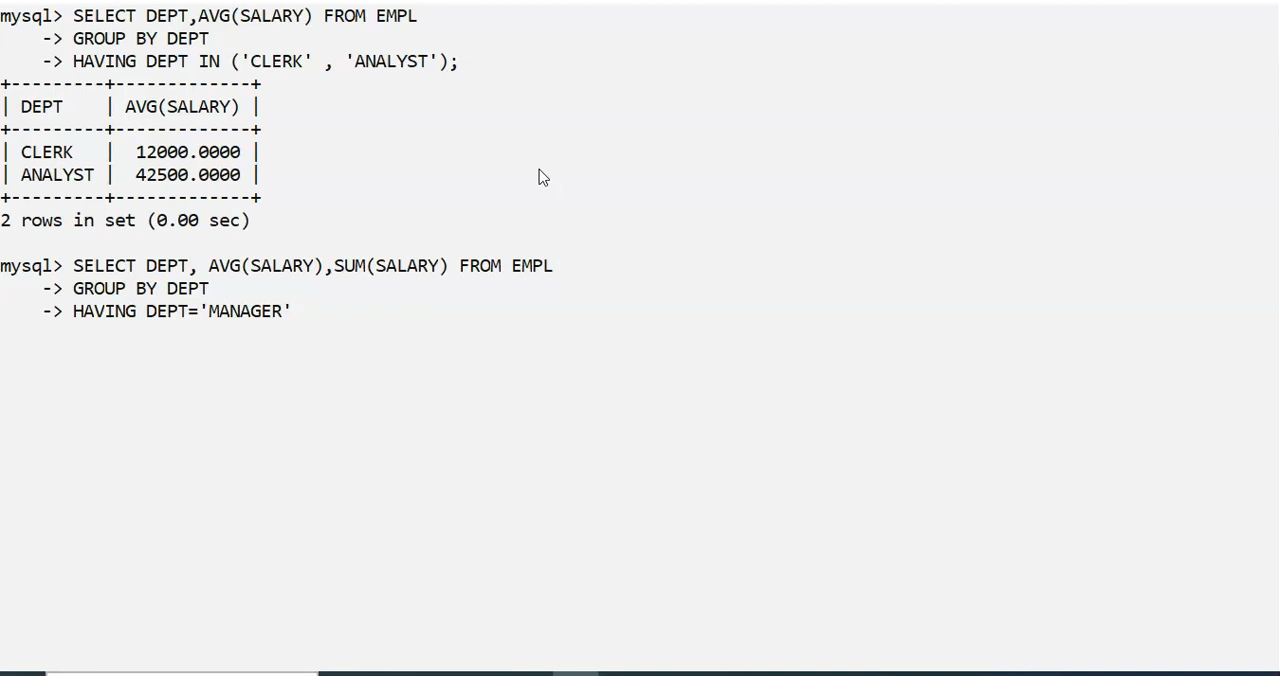 mysql> SELECT DEPT,AVG(SALARY) FROM EMPL
    -> GROUP BY DEPT
    -> HAVING DEPT IN ('CLERK' , 'ANALYST');
+---------+-------------+
| DEPT    | AVG(SALARY) |
+---------+-------------+
| CLERK   |  12000.0000 |
| ANALYST |  42500.0000 |
+---------+-------------+
2 rows in set (0.00 sec)

mysql> SELECT DEPT, AVG(SALARY),SUM(SALARY) FROM EMPL
    -> GROUP BY DEPT
    -> HAVING DEPT='MANAGER'